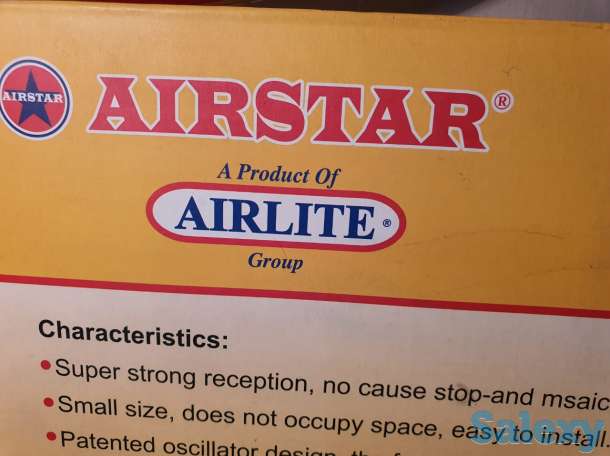 AIRSTAR
AIRSTAR®
A Product Of
AIRLITE®
Group
Characteristics:
•Super strong reception, no cause stop-and msaic
•Small size, does not occupy space, easy to install.
•Patented oscillator design, the
Salexy